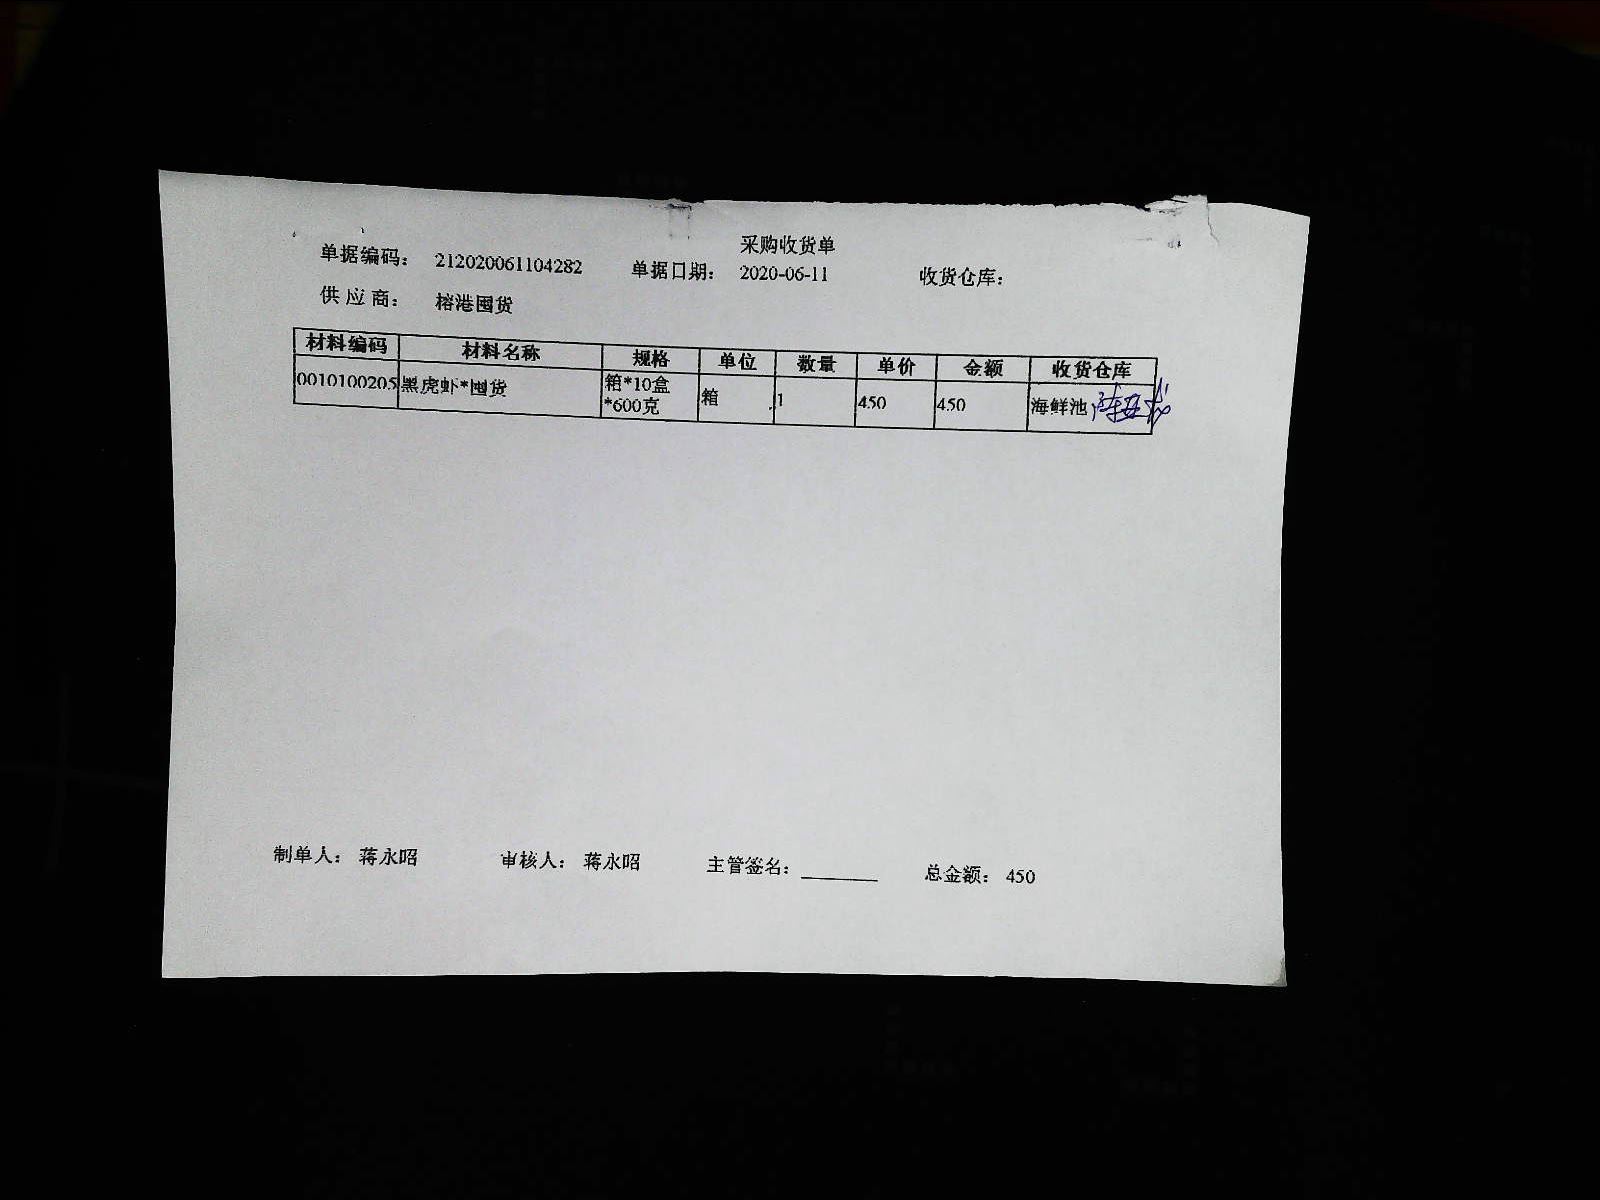 采购收货单
单据编码: 212020061104282 单据日期: 2020-06-11 收货仓库:
供应商: 榕港囤货
材料编码 材料名称 规格 单位 数量 单价 金额 收货仓库
0010100205 黑虎虾*囤货 箱*10盒 箱 1 450 450 海鲜池
*600克
制单人: 蒋永昭 审核人: 蒋永昭 主管签名: 总金额: 450